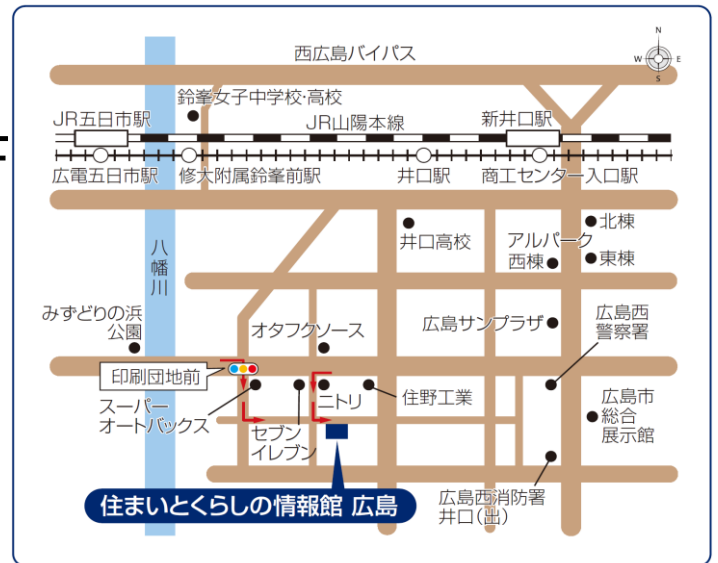 N
W
E
S
西広島バイパス
鈴峯女子中学校・高校
JR五日市駅
JR山陽本線
新井口駅
広電五日市駅
修大附属鈴峯前駅
井口駅
商工センター入口駅
八幡川
井口高校
アルパーク
北棟
西棟
東棟
みずどりの浜
公園
オタフクソース
広島サンプラザ
広島西
警察署
印刷団地前
スーパー
オートバックス
セブン
イレブン
ニトリ
住野工業
広島市
総合
展示館
住まいとくらしの情報館 広島
広島西消防署
井口(出)